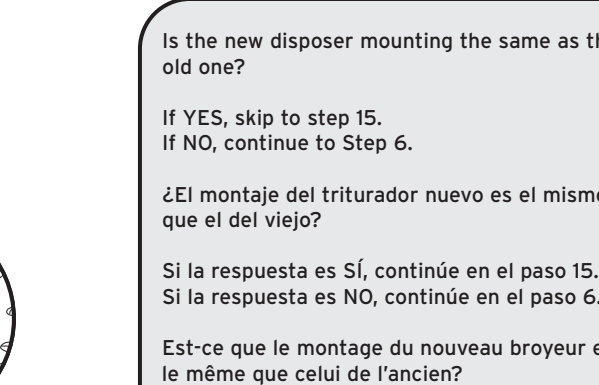 Is the new disposer mounting the same as
old one?
If YES, skip to step 15.
If NO, continue to Step 6.
¿El montaje del triturador nuevo es el mismo
que el del viejo?
Si la respuesta es SÍ, continúe en el paso 15.
Si la respuesta es NO, continúe en el paso 6.
Est-ce que le montage du nouveau broyeur
le même que celui de l'ancien?